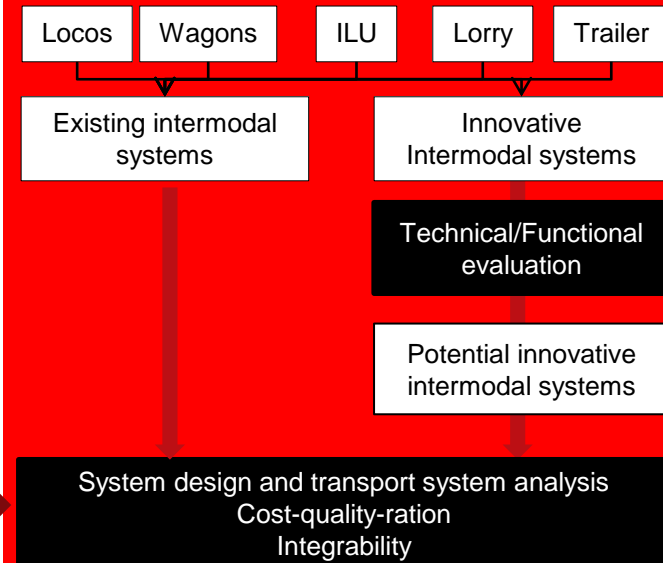 Locos Wagons ILU Lorry Trailer
Existing intermodal
systems
Innovative
Intermodal systems
Technical/Functional
evaluation
Potential innovative
intermodal systems
System design and transport system analysis
Cost-quality-ration
Integrability